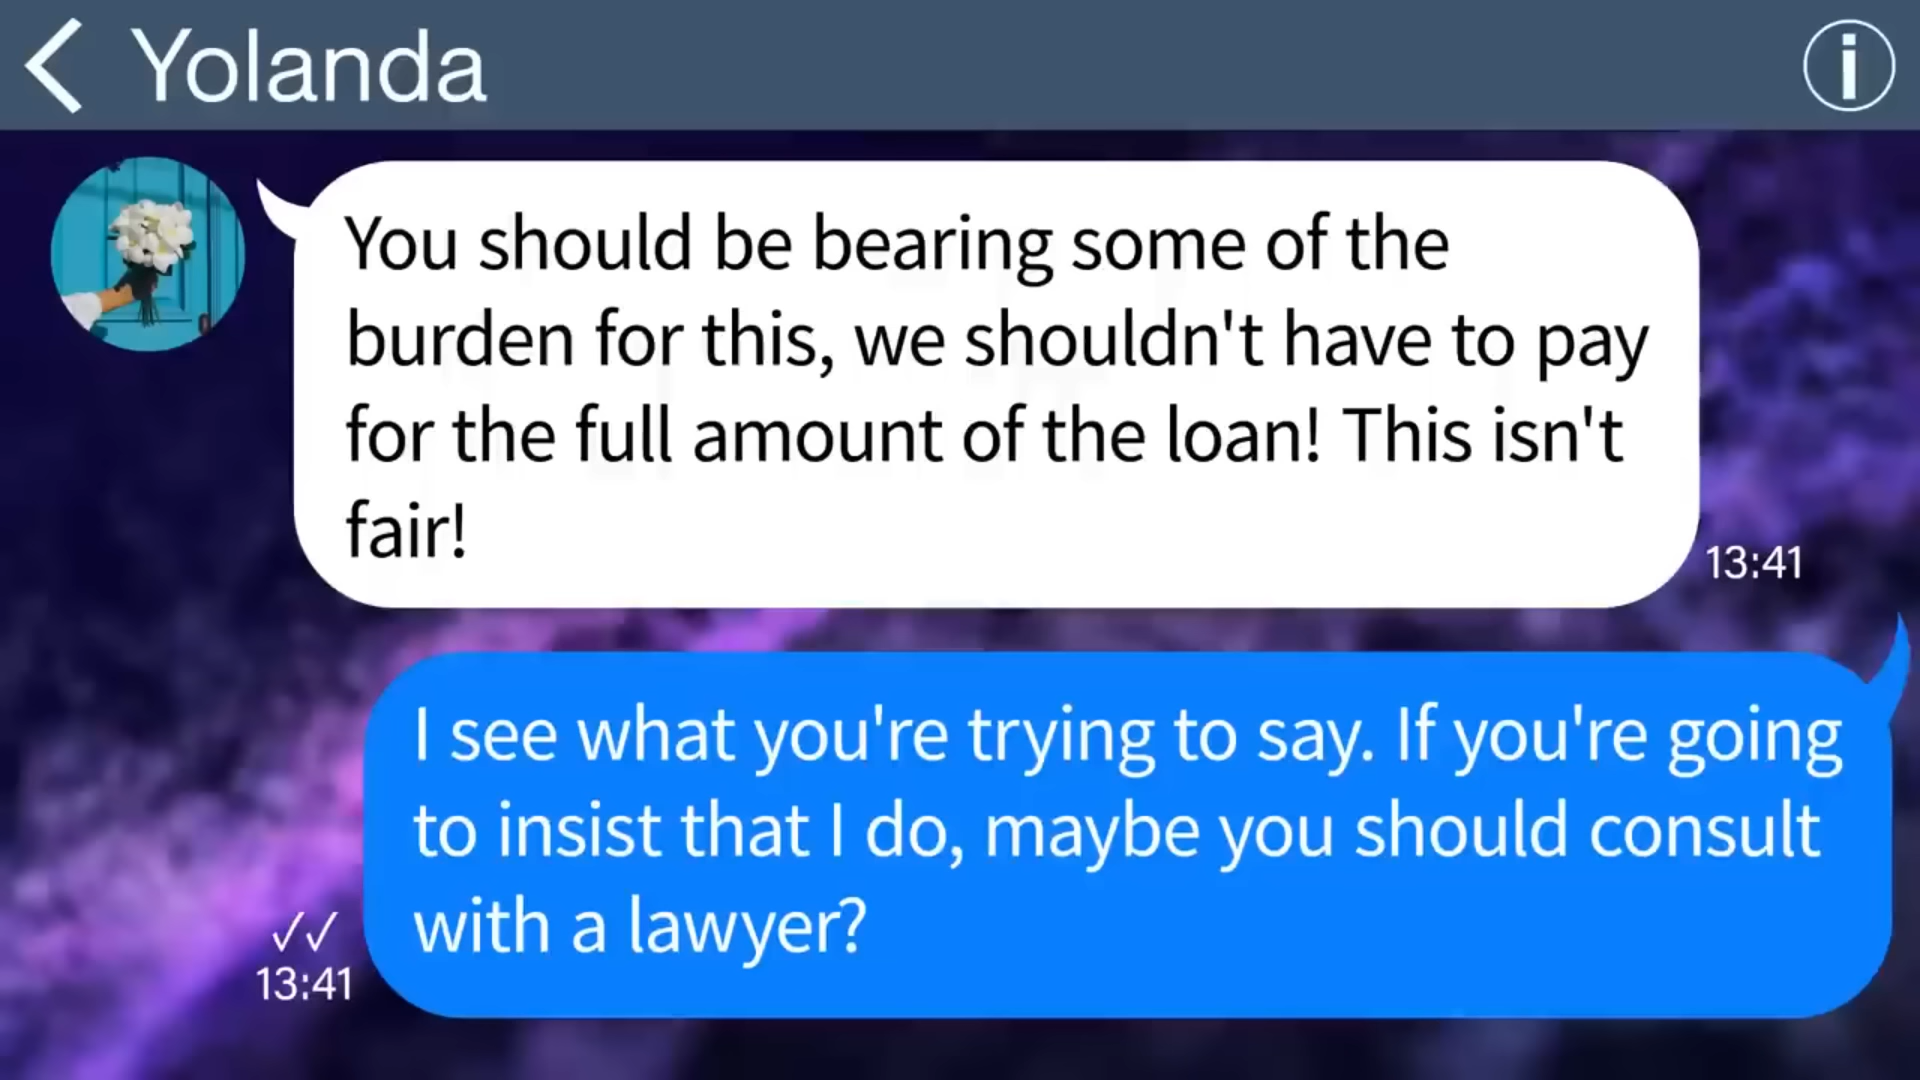 Yolanda
You should be bearing some of the
burden for this, we shouldn't have to pay
for the full amount of the loan! This isn't
fair!
13:41
I see what you're trying to say. If you're going
to insist that I do, maybe you should consult
with a lawyer?
13:41